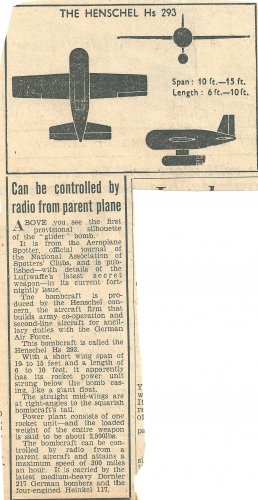 THE HENSCHEL Hs 293
Span : 10 ft.—15 ft.
Length : 6 ft.—10 ft.
Can be controlled by
radio from parent plane
ABOVE you see the first
provisional silhouette
of the "glider" bomb.
It is from the Aeroplane
Spotter, official journal of
the National Association of
Spotters' Clubs, and is pub-
lished—with details of the
Luftwaffe's latest secret
weapon—in its current fort-
nightly issue.
The bombcraft is pro-
duced by the Henschel con-
cern, the aircraft firm that
builds army co-operation and
second-line aircraft for ancil-
lary duties with the German
Air Force.
This bombcraft is called the
Henschel Hs 293.
With a short wing span of
10 to 15 feet and a length of
6 to 10 feet, it apparently
has its rocket power unit
strung below the bomb cas-
ing, like a giant float.
The straight mid-wings are
at right-angles to the squarish
bombcraft's tail.
Power plant consists of one
rocket unit—and the loaded
weight of the entire weapon
is said to be about 2,500lbs.
The bombcraft can be con-
trolled by radio from a
parent aircraft and attains a
maximum speed of 300 miles
an hour. It is carried by the
latest medium-heavy Dornier
217 German bombers and the
four-engined Heinkel 117.